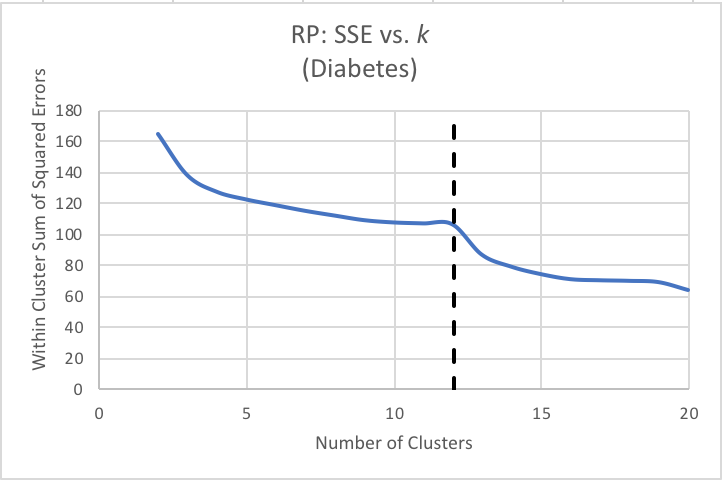 RP: SSE vs. k
(Diabetes)
Within Cluster Sum of Squared Errors
180
160
140
120
100
80
60
40
20
0
0 5 10 15 20
Number of Clusters